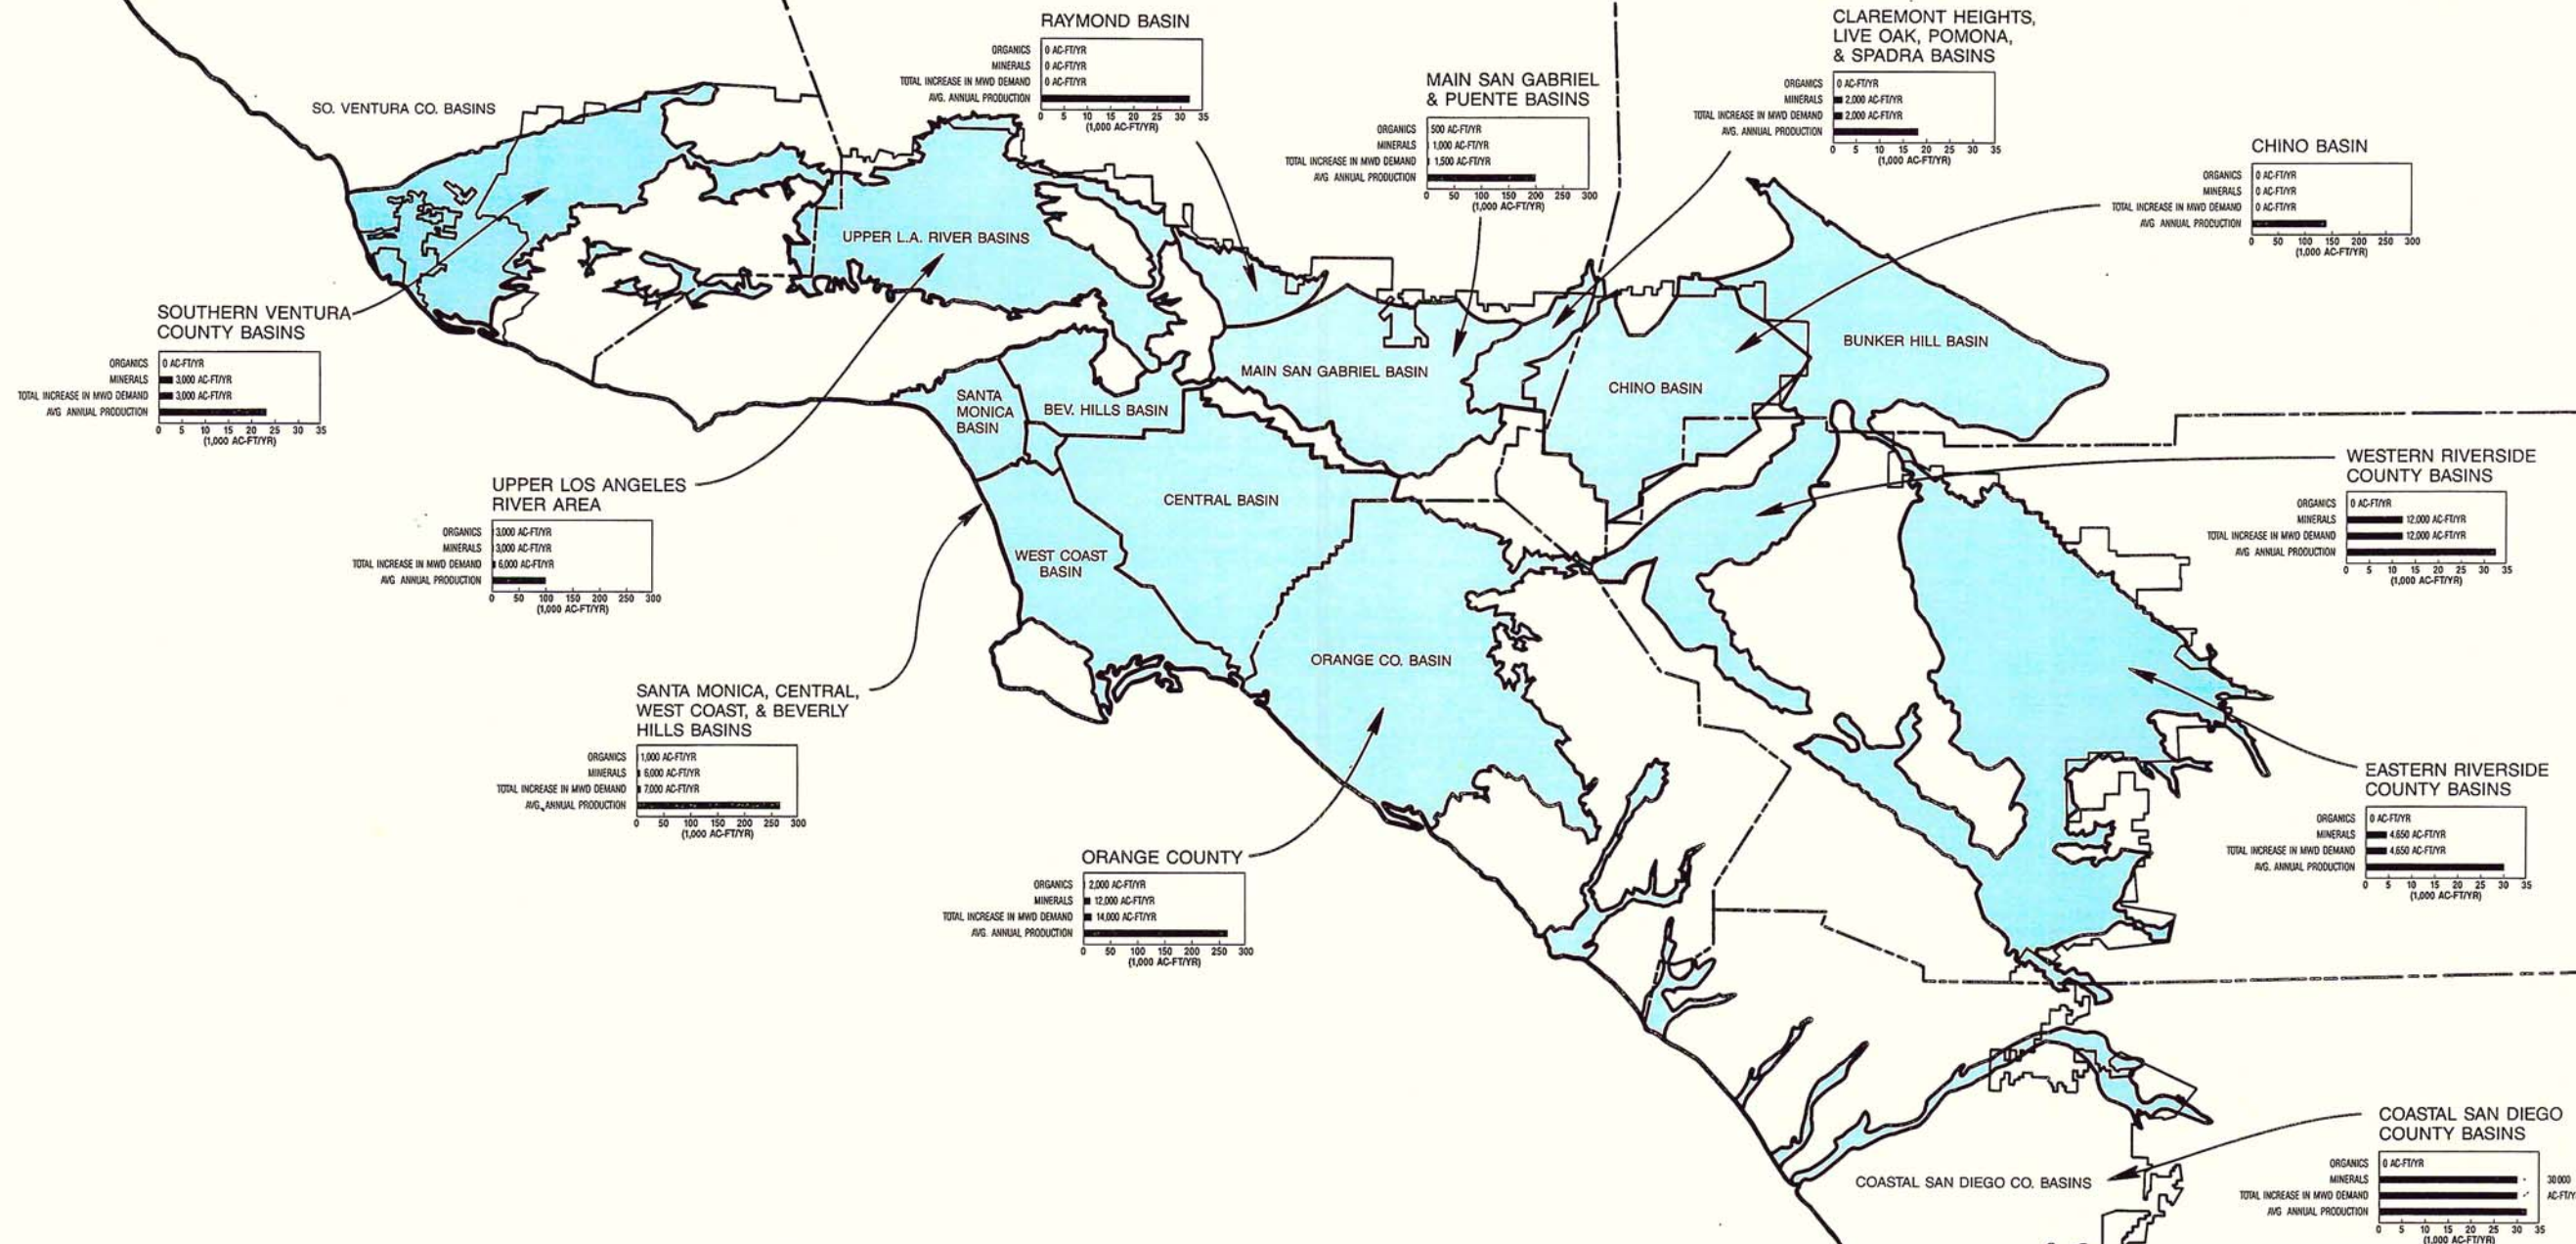 RAYMOND BASIN
ORGANICS 0 AC-FT/YR
MINERALS 0 AC-FT/YR
TOTAL INCREASE IN MWD DEMAND 0 AC-FT/YR
AVG. ANNUAL PRODUCTION
0 5 10 15 20 25 30 35
(1,000 AC-FT/YR)
MAIN SAN GABRIEL
& PUENTE BASINS
ORGANICS 500 AC-FT/YR
MINERALS 1,000 AC-FT/YR
TOTAL INCREASE IN MWD DEMAND 1,500 AC-FT/YR
AVG ANNUAL PRODUCTION
0 50 100 150 200 250 300
(1,000 AC-FT/YR)
CLAREMONT HEIGHTS,
LIVE OAK, POMONA,
& SPADRA BASINS
ORGANICS 0 AC-FT/YR
MINERALS 2,000 AC-FT/YR
TOTAL INCREASE IN MWD DEMAND 2,000 AC-FT/YR
AVG. ANNUAL PRODUCTION
0 5 10 15 20 25 30 35
(1,000 AC-FT/YR)
CHINO BASIN
ORGANICS 0 AC-FT/YR
MINERALS 0 AC-FT/YR
TOTAL INCREASE IN MWD DEMAND 0 AC-FT/YR
AVG ANNUAL PRODUCTION
0 50 100 150 200 250 300
(1,000 AC-FT/YR)
SO. VENTURA CO. BASINS
UPPER L.A. RIVER BASINS
SOUTHERN VENTURA
COUNTY BASINS
ORGANICS 0 AC-FT/YR
MINERALS 3,000 AC-FT/YR
TOTAL INCREASE IN MWD DEMAND 3,000 AC-FT/YR
AVG ANNUAL PRODUCTION
0 5 10 15 20 25 30 35
(1,000 AC-FT/YR)
BUNKER HILL BASIN
MAIN SAN GABRIEL BASIN
CHINO BASIN
SANTA
MONICA
BASIN
BEV. HILLS BASIN
CENTRAL BASIN
WEST COAST
BASIN
ORANGE CO. BASIN
UPPER LOS ANGELES
RIVER AREA
ORGANICS 3,000 AC-FT/YR
MINERALS 3,000 AC-FT/YR
TOTAL INCREASE IN MWD DEMAND 6,000 AC-FT/YR
AVG ANNUAL PRODUCTION
0 50 100 150 200 250 300
(1,000 AC-FT/YR)
WESTERN RIVERSIDE
COUNTY BASINS
ORGANICS 0 AC-FT/YR
MINERALS 12,000 AC-FT/YR
TOTAL INCREASE IN MWD DEMAND 12,000 AC-FT/YR
AVG ANNUAL PRODUCTION
0 5 10 15 20 25 30 35
(1,000 AC-FT/YR)
SANTA MONICA, CENTRAL,
WEST COAST, & BEVERLY
HILLS BASINS
ORGANICS 1,000 AC-FT/YR
MINERALS 6,000 AC-FT/YR
TOTAL INCREASE IN MWD DEMAND 7,000 AC-FT/YR
AVG. ANNUAL PRODUCTION
0 50 100 150 200 250 300
(1,000 AC-FT/YR)
EASTERN RIVERSIDE
COUNTY BASINS
ORGANICS 0 AC-FT/YR
MINERALS 4,650 AC-FT/YR
TOTAL INCREASE IN MWD DEMAND 4,650 AC-FT/YR
AVG. ANNUAL PRODUCTION
0 5 10 15 20 25 30 35
(1,000 AC-FT/YR)
ORANGE COUNTY
ORGANICS 2,000 AC-FT/YR
MINERALS 12,000 AC-FT/YR
TOTAL INCREASE IN MWD DEMAND 14,000 AC-FT/YR
AVG. ANNUAL PRODUCTION
0 50 100 150 200 250 300
(1,000 AC-FT/YR)
COASTAL SAN DIEGO
COUNTY BASINS
ORGANICS 0 AC-FT/YR
MINERALS 30000
TOTAL INCREASE IN MWD DEMAND AC-FT/Y
AVG ANNUAL PRODUCTION
0 5 10 15 20 25 30 35
(1,000 AC-FT/YR)
COASTAL SAN DIEGO CO. BASINS